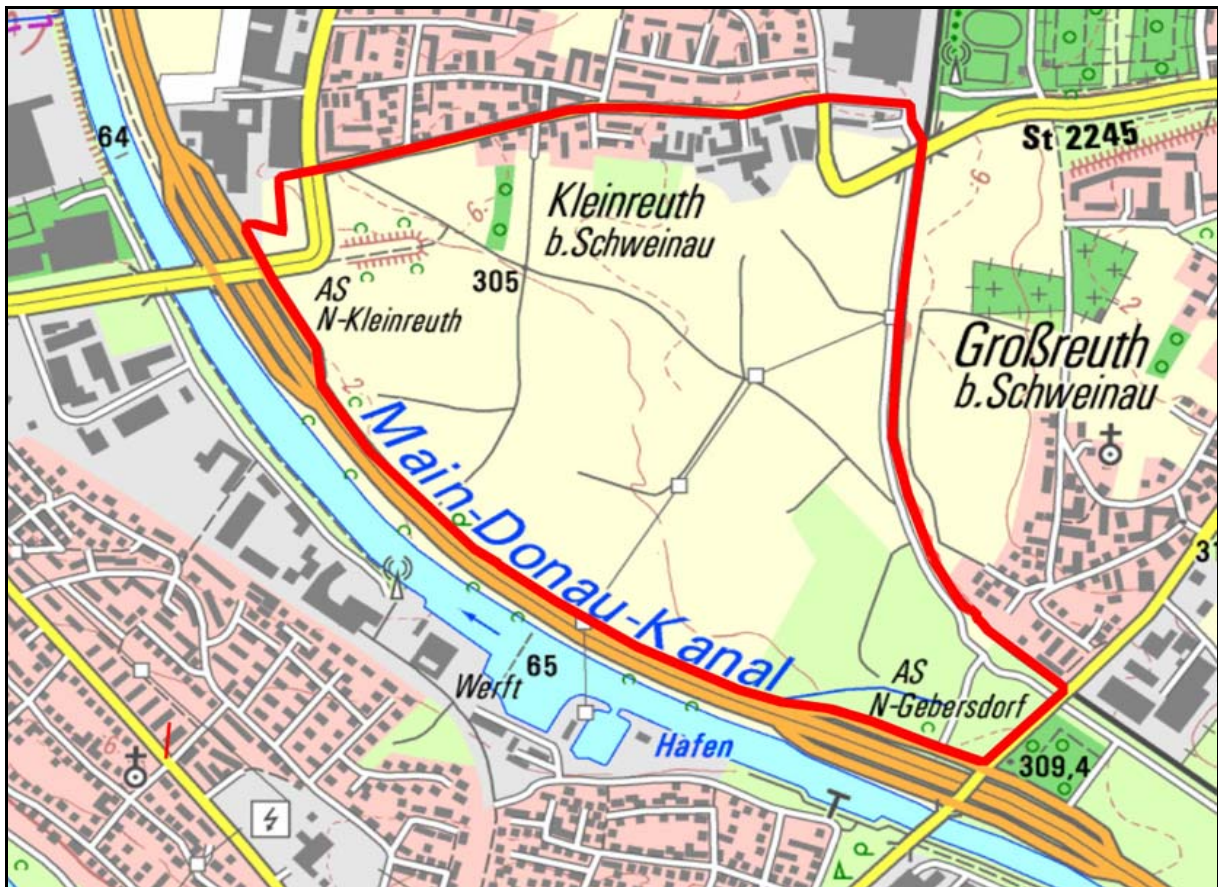 64
St 2245
Kleinreuth
b.Schweinau
305
AS
N-Kleinreuth
Großreuth
b.Schweinau
Main-Donau-Kanal
65
Werft
Hafen
AS
N-Gebersdorf
309,4
31